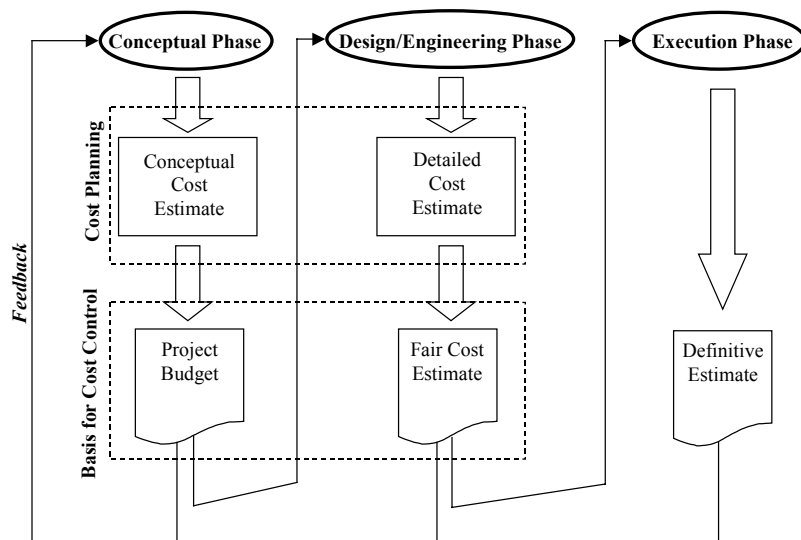 Conceptual Phase
Design/Engineering Phase
Execution Phase
Cost Planning
Conceptual
Cost
Estimate
Detailed
Cost
Estimate
Feedback
Basis for Cost Control
Project
Budget
Fair Cost
Estimate
Definitive
Estimate